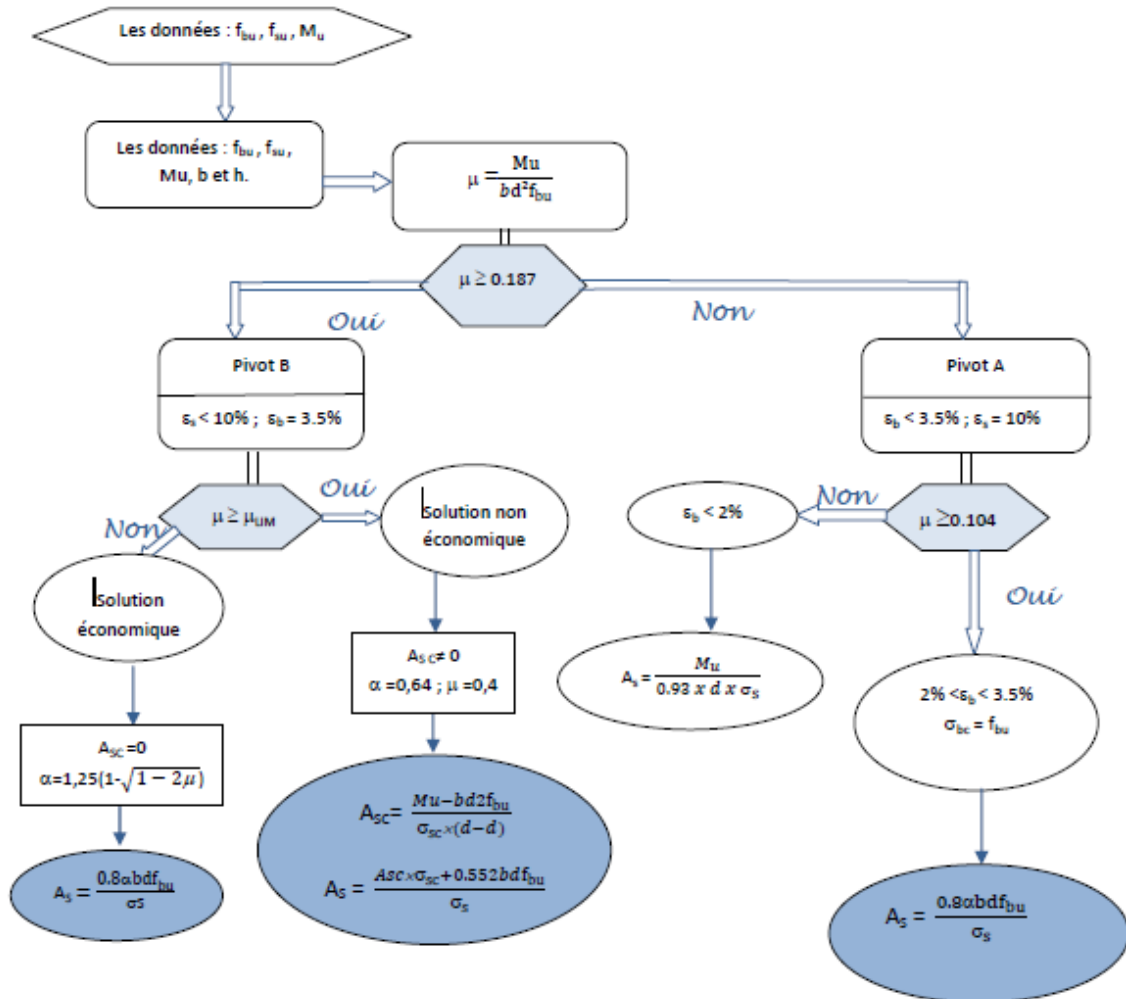 Les données : fbu , fsu , Mu
Les données : fbu , fsu ,
Mu, b et h.
μ = Mu / bd²fbu
μ ≥ 0.187
Oui
Non
Pivot B
εs < 10% ; εb = 3.5%
Pivot A
εb < 3.5% ; εs = 10%
μ ≥ μUM
Oui
Non
Solution non
économique
Solution
économique
εb < 2%
Non
μ ≥0.104
Oui
ASC≠ 0
α =0,64 ; μ =0,4
As = Mu / 0.93 x d x σs
2% <εb < 3.5%
σbc = fbu
ASC =0
α=1,25(1-√1 − 2μ)
Asc= Mu−bd2fbu / σsc×(d−d)
As = Asc×σsc+0.552bdfbu / σs
As = 0.8αbdfbu / σs
As = 0.8αbdfbu / σs